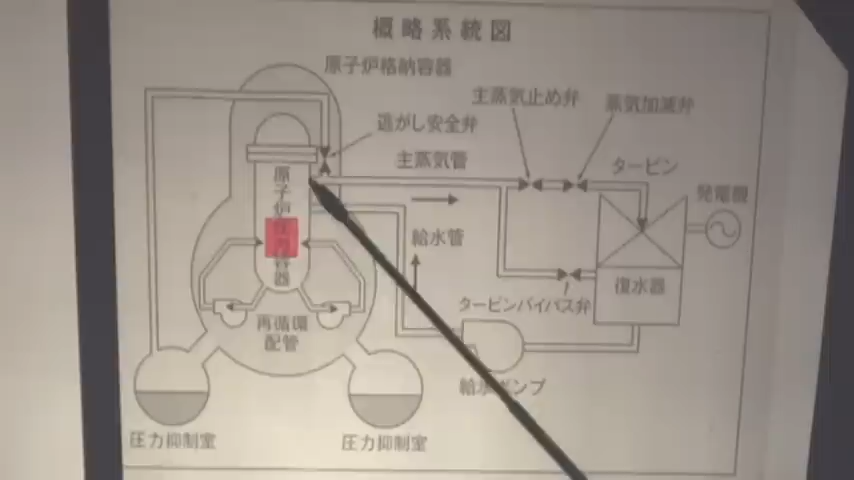 概略系統図
原子炉格納容器
主蒸気止め弁
蒸気加減弁
逃がし安全弁
主蒸気管
タービン
発電機
原子炉圧力容器
給水管
復水器
タービンバイパス弁
再循環
配管
給水ポンプ
圧力抑制室
圧力抑制室